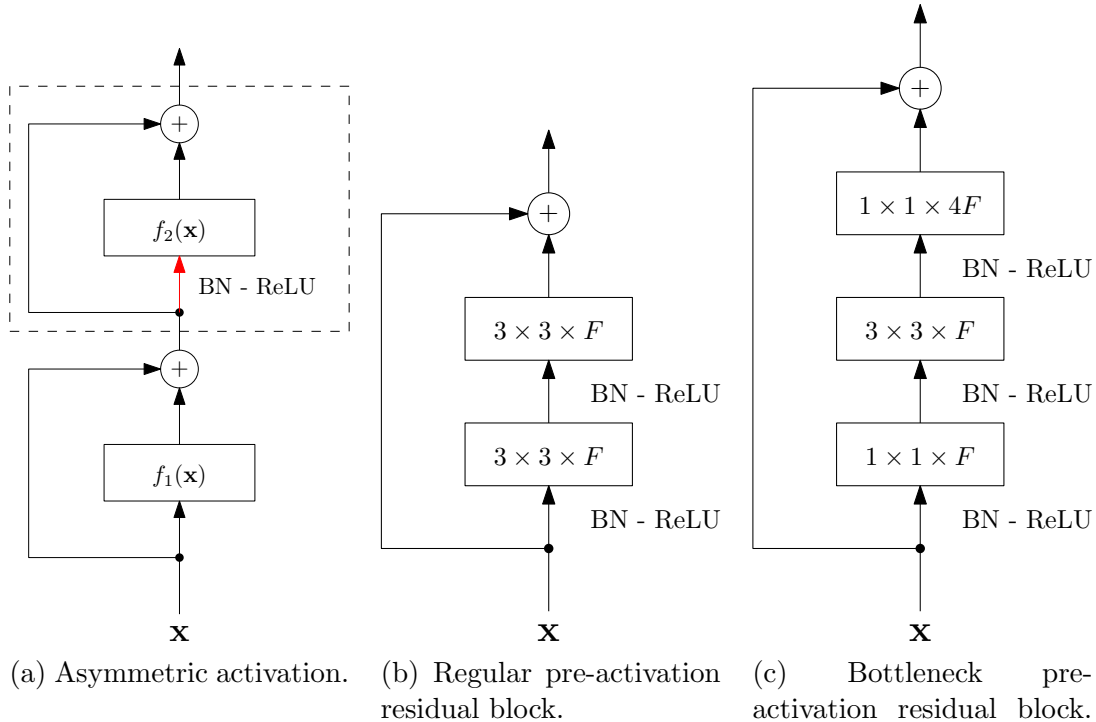 +
f₂(𝐱)
BN - ReLU
+
f₁(𝐱)
𝐱
(a) Asymmetric activation.
+
3 × 3 × F
BN - ReLU
3 × 3 × F
BN - ReLU
𝐱
(b) Regular pre-activation
residual block.
+
1 × 1 × 4F
BN - ReLU
3 × 3 × F
BN - ReLU
1 × 1 × F
BN - ReLU
𝐱
(c) Bottleneck pre-
activation residual block.